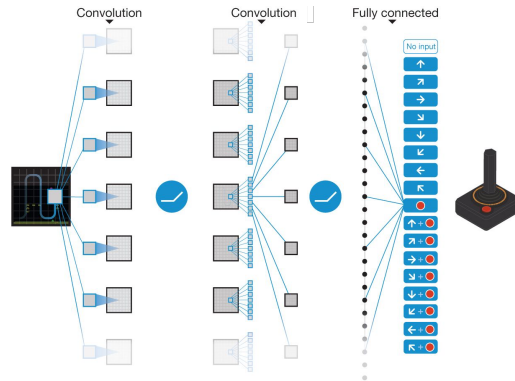 Convolution
Convolution
Fully connected
No input
+
+
+
+
+
+
+
+